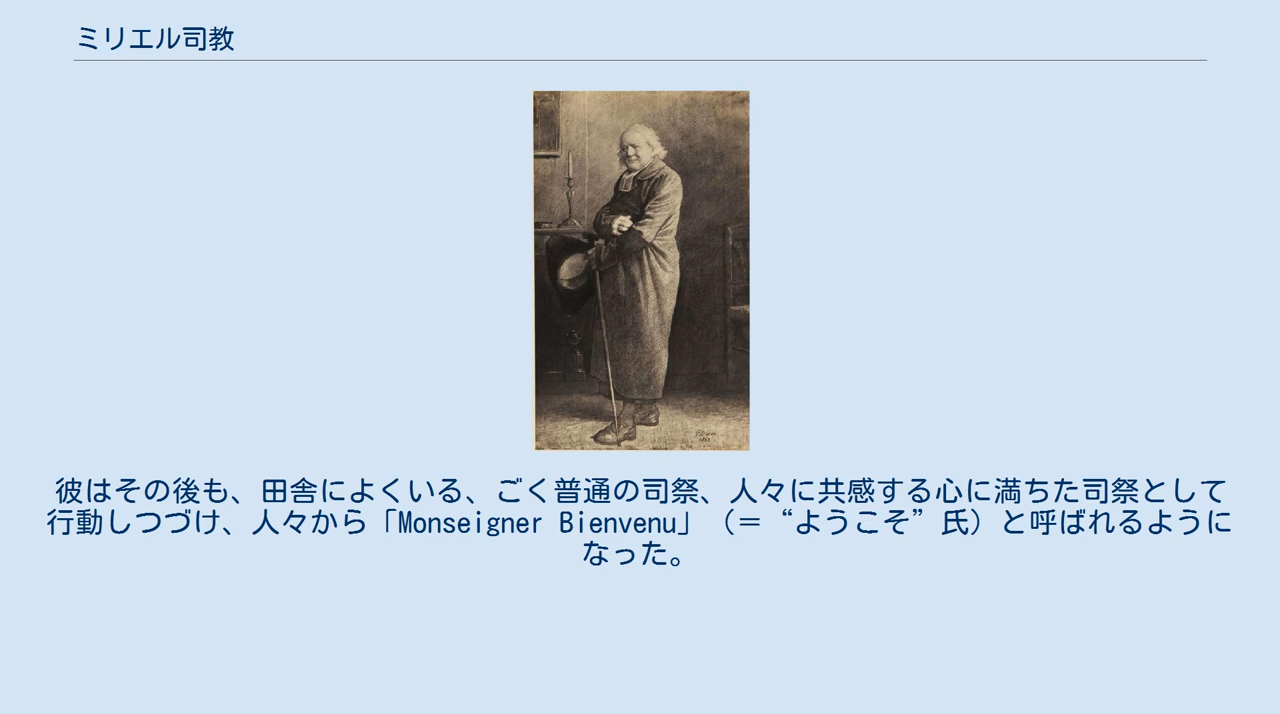 ミリエル司教
彼はその後も、田舎によくいる、ごく普通の司祭、人々に共感する心に満ちた司祭として
行動しつづけ、人々から「Monseigner Bienvenu」（＝“ようこそ”氏）と呼ばれるように
なった。